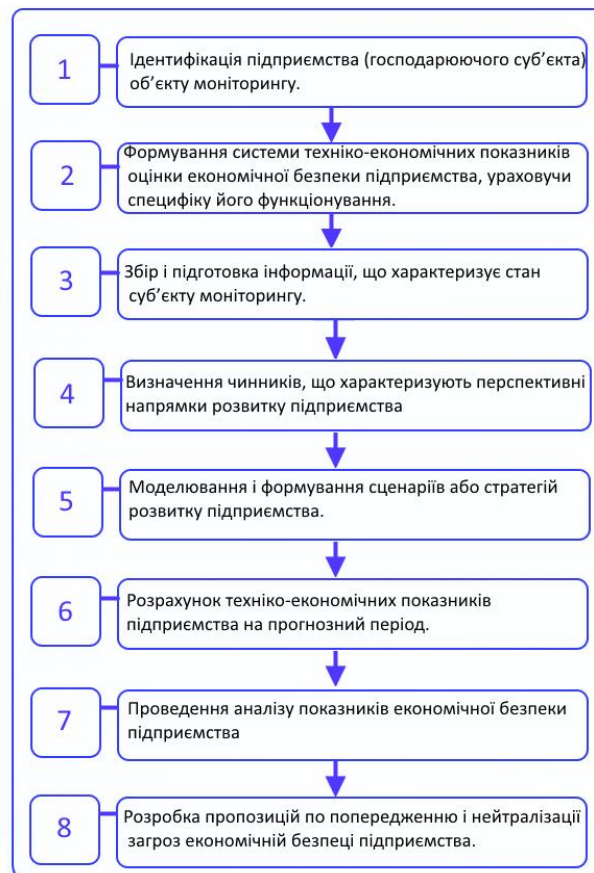 1
Ідентифікація підприємства (господарюючого суб’єкта)
об’єкту моніторингу.
2
Формування системи техніко-економічних показників
оцінки економічної безпеки підприємства, ураховучи
специфіку його функціонування.
3
Збір і підготовка інформації, що характеризує стан
суб’єкту моніторингу.
4
Визначення чинників, що характеризують перспективні
напрямки розвитку підприємства
5
Моделювання і формування сценаріїв або стратегій
розвитку підприємства.
6
Розрахунок техніко-економічних показників
підприємства на прогнозний період.
7
Проведення аналізу показників економічної безпеки
підприємства
8
Розробка пропозицій по попередженню і нейтралізації
загроз економічній безпеці підприємства.